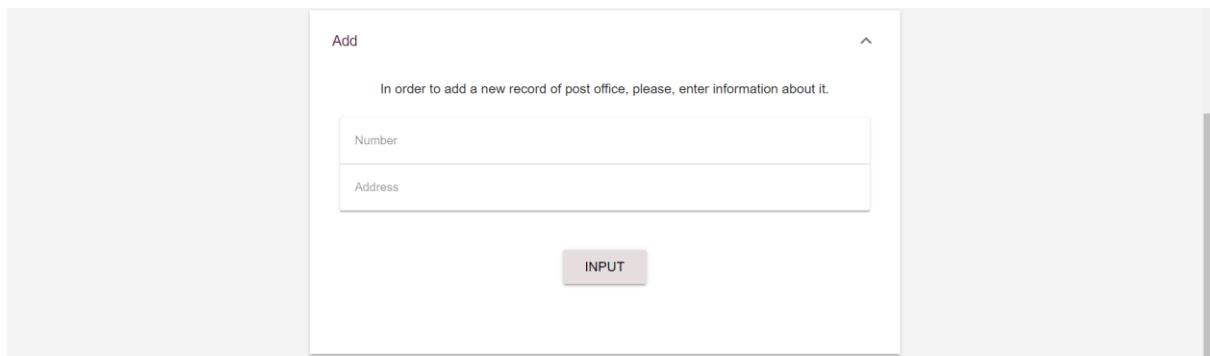 Add
In order to add a new record of post office, please, enter information about it.
Number
Address
INPUT